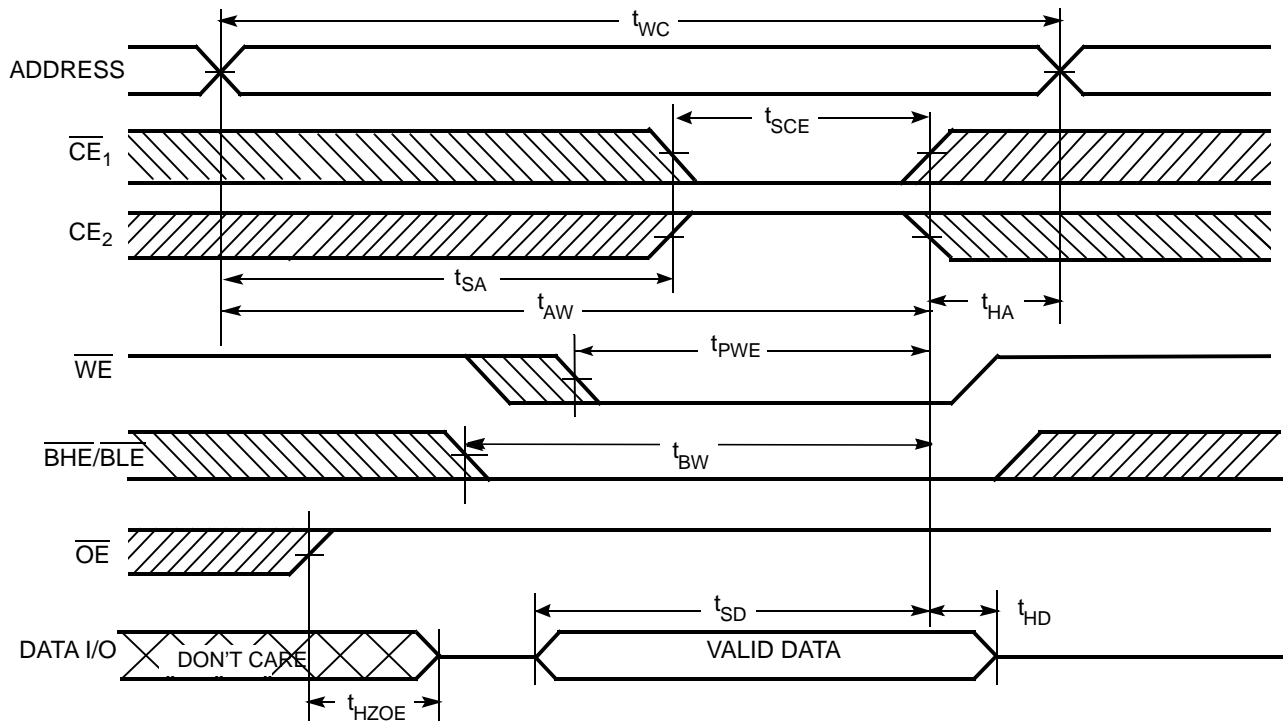 tWC
ADDRESS
tSCE
CE1
CE2
tSA
tAW
tHA
tPWE
WE
BHE/BLE
tBW
OE
tSD
tHD
DATA I/O
DON'T CARE
VALID DATA
tHZOE